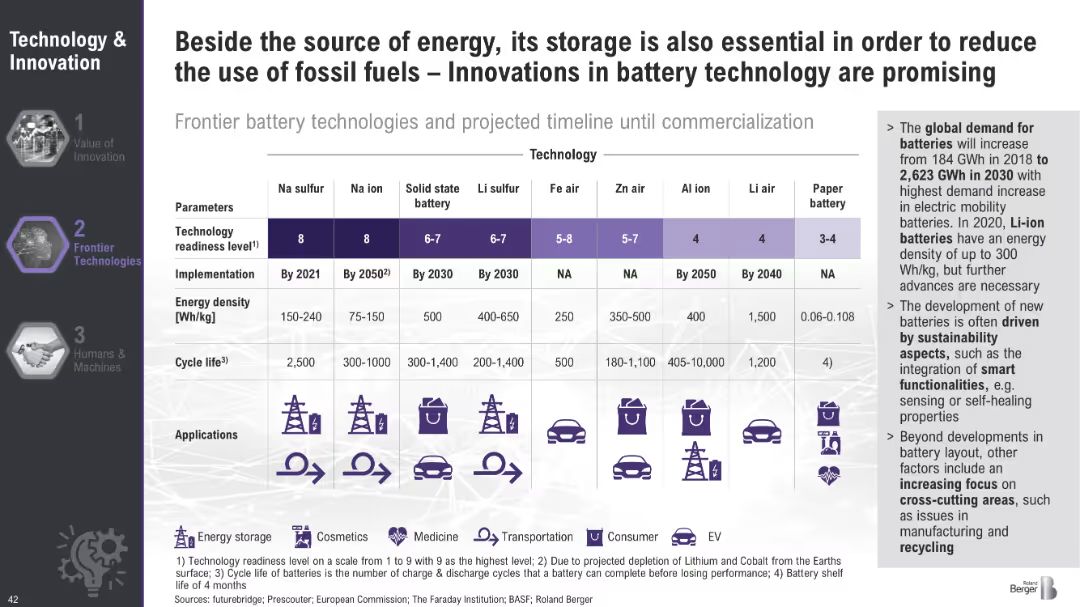 Technology &
Innovation
1
Value of
Innovation
2
Frontier
Technologies
3
Humans &
Machines
42
Beside the source of energy, its storage is also essential in order to reduce
the use of fossil fuels – Innovations in battery technology are promising
Frontier battery technologies and projected timeline until commercialization
Technology
Parameters
Na sulfur Na ion Solid state battery Li sulfur Fe air Zn air Al ion Li air Paper battery
Technology readiness level1) 8 8 6-7 6-7 5-8 5-7 4 4 3-4
Implementation By 2021 By 20502) By 2030 By 2030 NA NA By 2050 By 2040 NA
Energy density [Wh/kg] 150-240 75-150 500 400-650 250 350-500 400 1,500 0.06-0.108
Cycle life3) 2,500 300-1000 300-1,400 200-1,400 500 180-1,100 405-10,000 1,200 4)
Applications
Energy storage Cosmetics Medicine Transportation Consumer EV
1) Technology readiness level on a scale from 1 to 9 with 9 as the highest level; 2) Due to projected depletion of Lithium and Cobalt from the Earths
surface; 3) Cycle life of batteries is the number of charge & discharge cycles that a battery can complete before losing performance; 4) Battery shelf
life of 4 months
Sources: futurebridge; Prescouter; European Commission; The Faraday Institution; BASF; Roland Berger
> The global demand for
batteries will increase
from 184 GWh in 2018 to
2,623 GWh in 2030 with
highest demand increase
in electric mobility
batteries. In 2020, Li-ion
batteries have an energy
density of up to 300
Wh/kg, but further
advances are necessary
> The development of new
batteries is often driven
by sustainability
aspects, such as the
integration of smart
functionalities, e.g.
sensing or self-healing
properties
> Beyond developments in
battery layout, other
factors include an
increasing focus on
cross-cutting areas, such
as issues in
manufacturing and
recycling
Roland
Berger
B